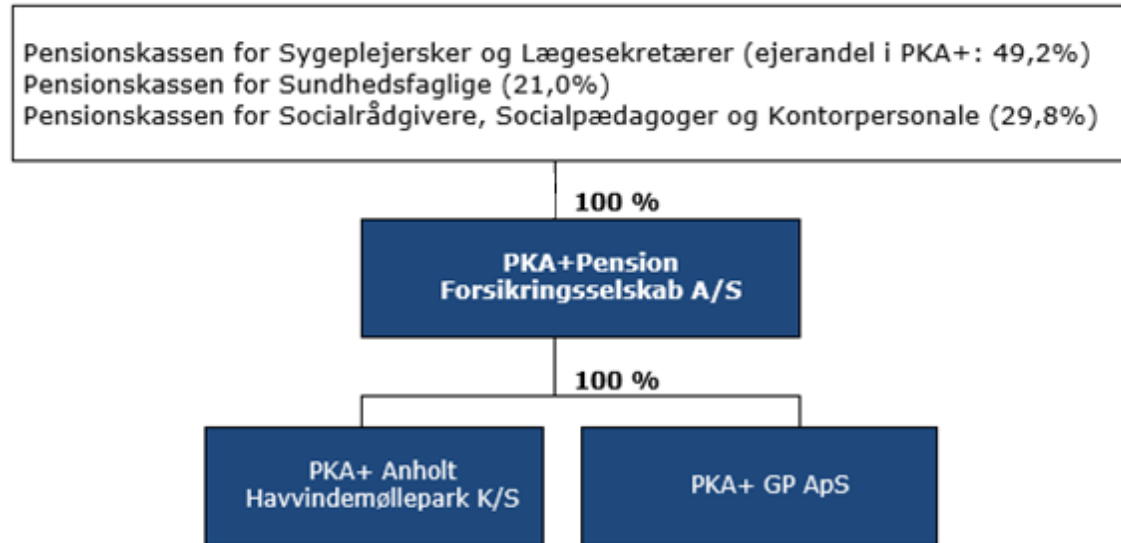 Pensionskassen for Sygeplejersker og Lægesekretærer (ejerandel i PKA+: 49,2%)
Pensionskassen for Sundhedsfaglige (21,0%)
Pensionskassen for Socialrådgivere, Socialpædagoger og Kontorpersonale (29,8%)
100 %
PKA+Pension
Forsikringsselskab A/S
100 %
PKA+ Anholt
Havvindemøllepark K/S
PKA+ GP ApS